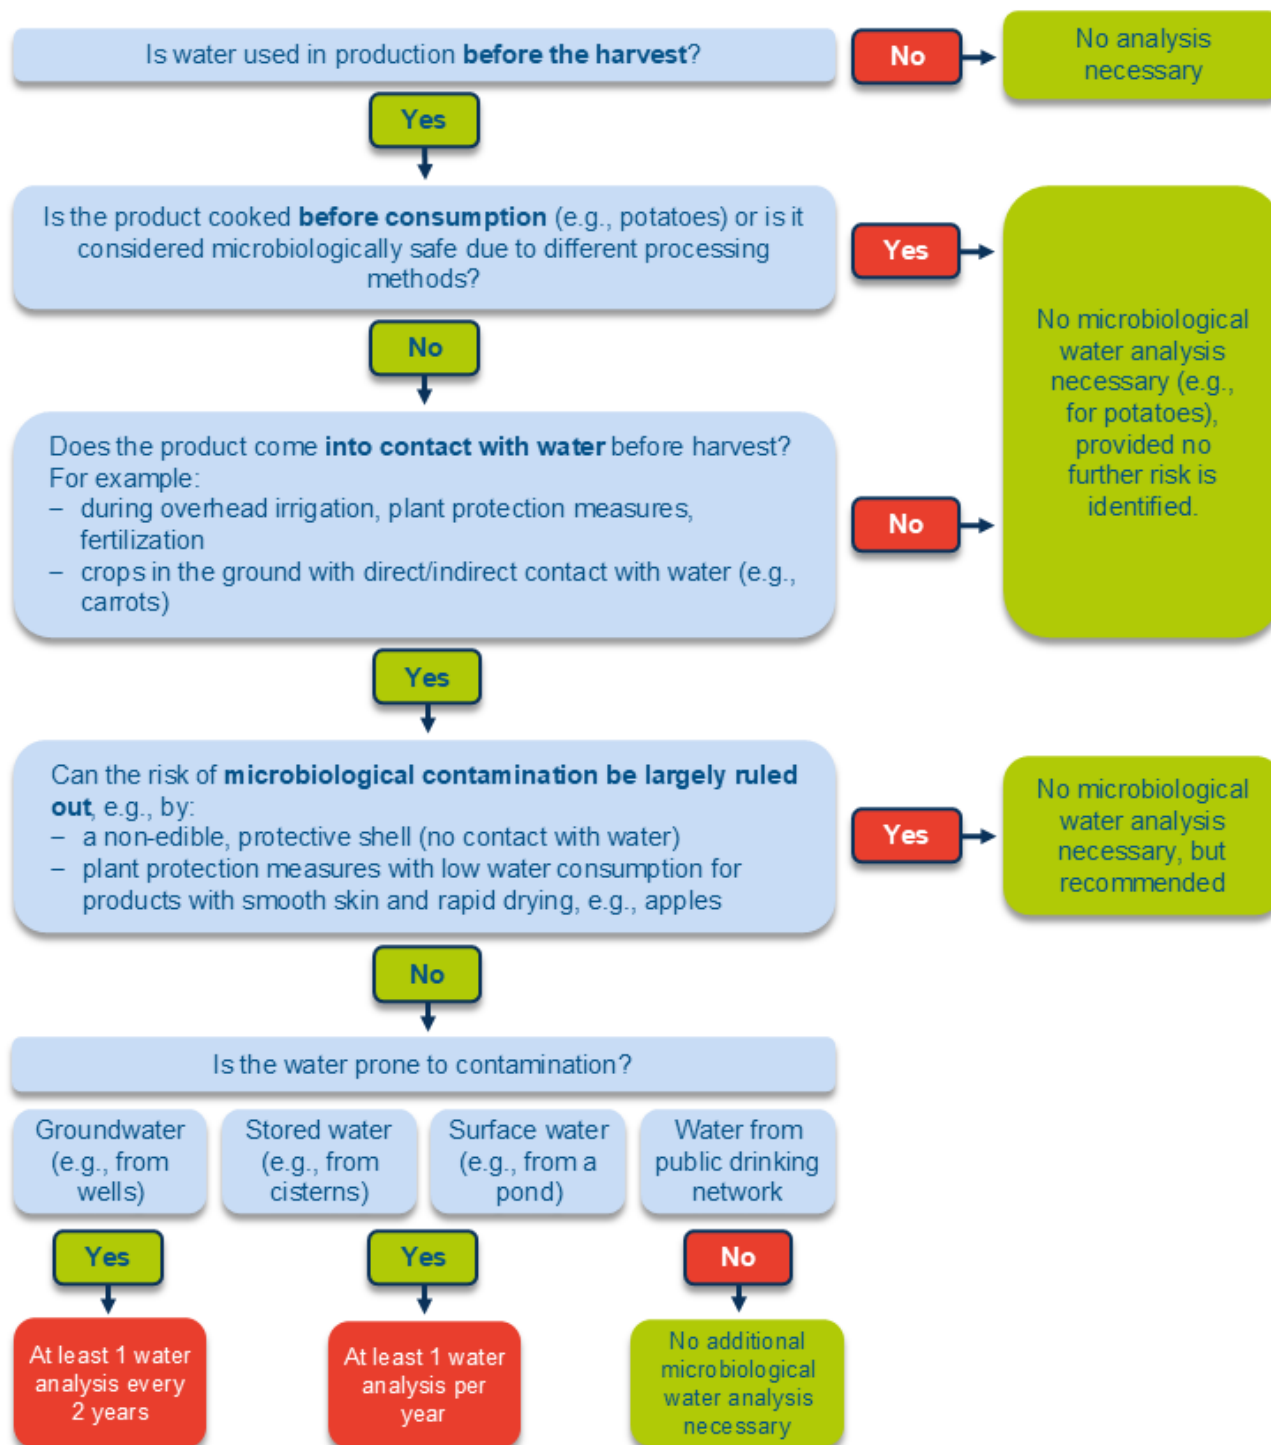 Is water used in production before the harvest?
No
No analysis
necessary
Yes
Is the product cooked before consumption (e.g., potatoes) or is it
considered microbiologically safe due to different processing
methods?
Yes
No microbiological
water analysis
necessary (e.g.,
for potatoes),
provided no
further risk is
identified.
No
Does the product come into contact with water before harvest?
For example:
– during overhead irrigation, plant protection measures,
fertilization
– crops in the ground with direct/indirect contact with water (e.g.,
carrots)
No
Yes
Can the risk of microbiological contamination be largely ruled
out, e.g., by:
– a non-edible, protective shell (no contact with water)
– plant protection measures with low water consumption for
products with smooth skin and rapid drying, e.g., apples
Yes
No microbiological
water analysis
necessary, but
recommended
No
Is the water prone to contamination?
Groundwater
(e.g., from
wells)
Stored water
(e.g., from
cisterns)
Surface water
(e.g., from a
pond)
Water from
public drinking
network
Yes
Yes
No
At least 1 water
analysis every
2 years
At least 1 water
analysis per
year
No additional
microbiological
water analysis
necessary